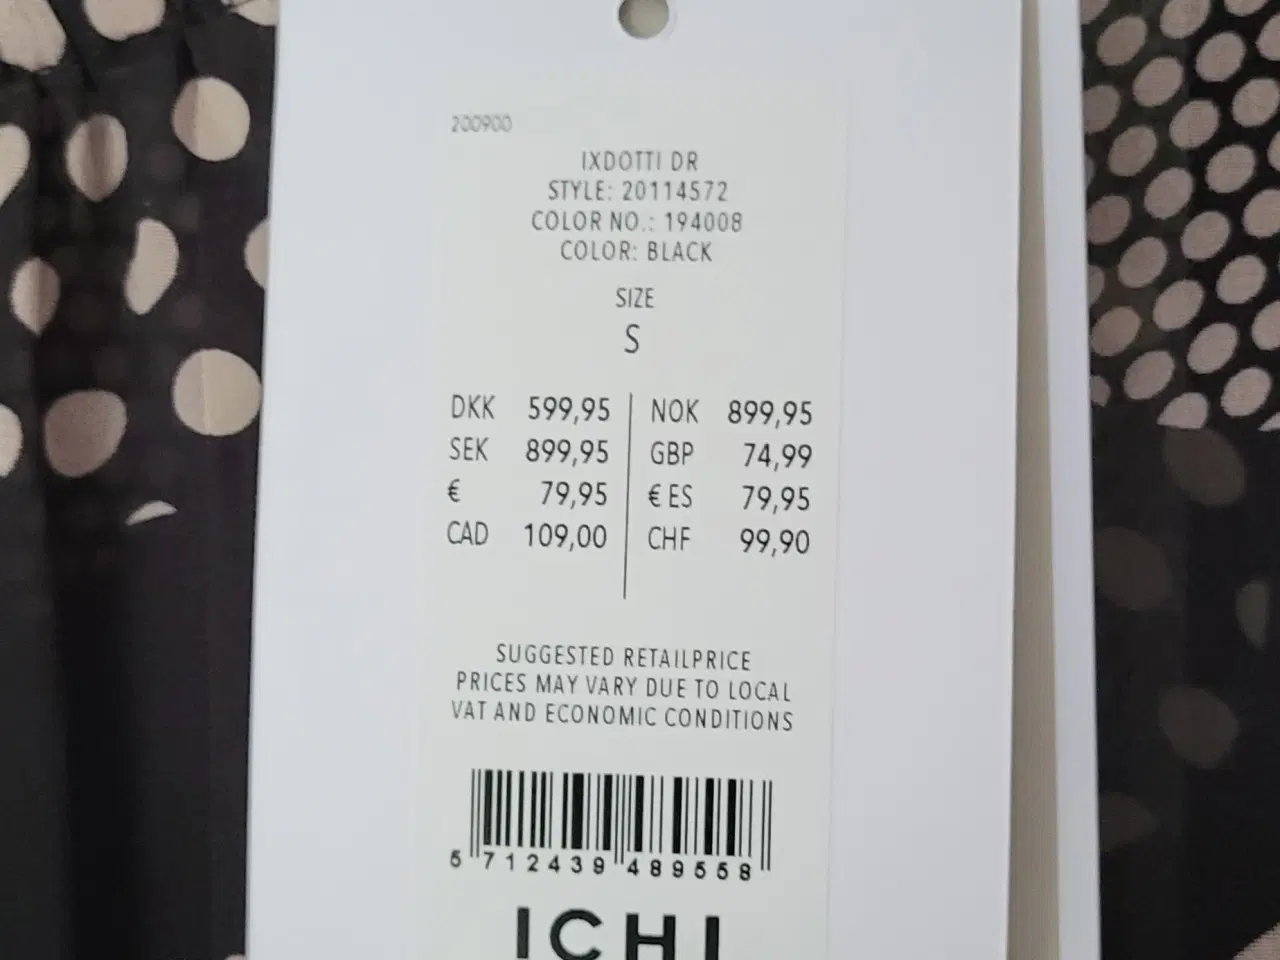 200900
IXDOTTI DR
STYLE: 20114572
COLOR NO.: 194008
COLOR: BLACK
SIZE
S
DKK 599,95 NOK 899,95
SEK 899,95 GBP 74,99
€ 79,95 € ES 79,95
CAD 109,00 CHF 99,90
SUGGESTED RETAILPRICE
PRICES MAY VARY DUE TO LOCAL
VAT AND ECONOMIC CONDITIONS
5 712439 489558
ICHI